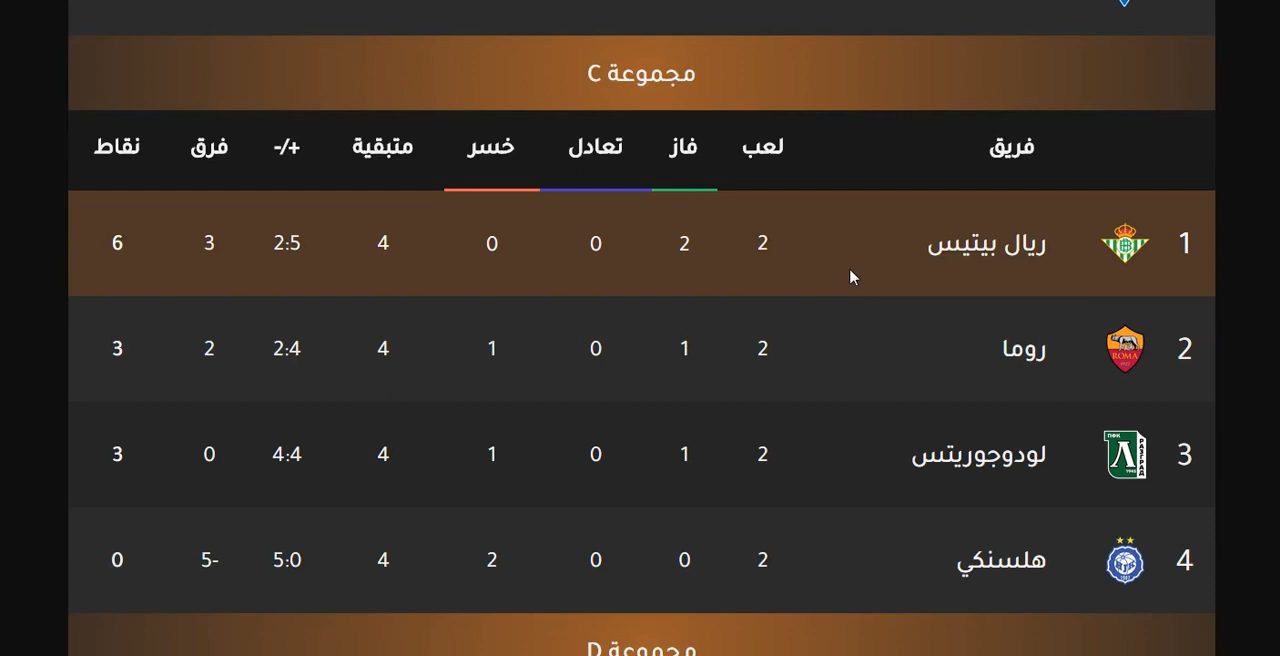 مجموعة C
فريق لعب فاز تعادل خسر متبقية +/- فرق نقاط
1 ROMA ريال بيتيس 2 2 0 0 4 2:5 3 6
2 روما 2 1 0 1 4 2:4 2 3
3 لودوجوريتس 2 1 0 1 4 4:4 0 3
4 هلسنكي 2 0 0 2 4 5:0 5- 0
مجموعة D